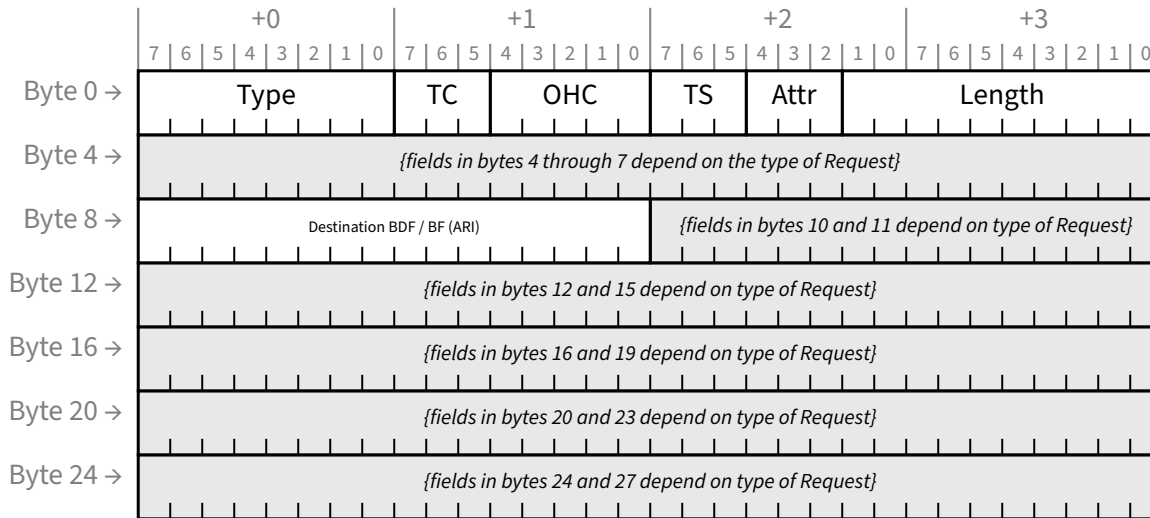 +0 +1 +2 +3
7 6 5 4 3 2 1 0 7 6 5 4 3 2 1 0 7 6 5 4 3 2 1 0 7 6 5 4 3 2 1 0
Byte 0 → Type TC OHC TS Attr Length
Byte 4 → {fields in bytes 4 through 7 depend on the type of Request}
Byte 8 → Destination BDF / BF (ARI) {fields in bytes 10 and 11 depend on type of Request}
Byte 12 → {fields in bytes 12 and 15 depend on type of Request}
Byte 16 → {fields in bytes 16 and 19 depend on type of Request}
Byte 20 → {fields in bytes 20 and 23 depend on type of Request}
Byte 24 → {fields in bytes 24 and 27 depend on type of Request}